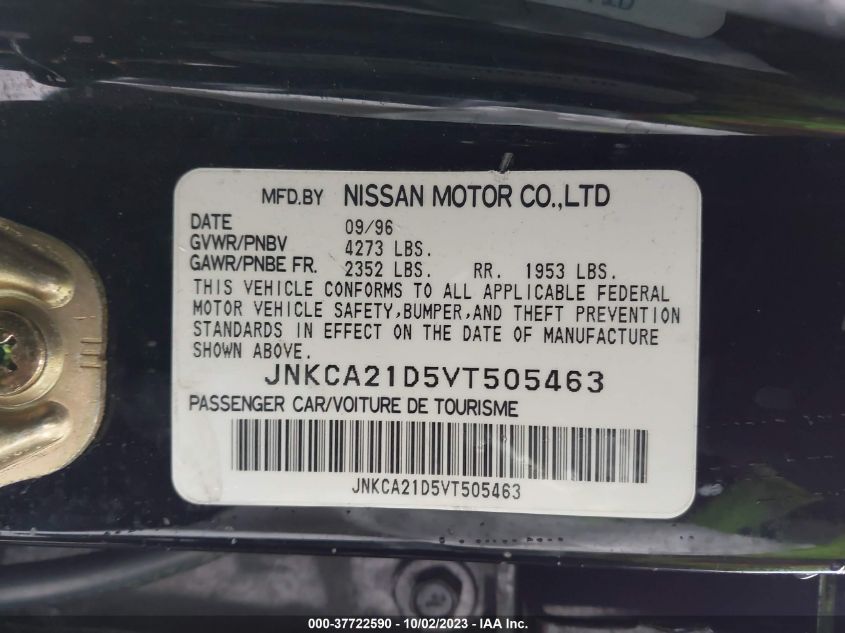 MFD.BY NISSAN MOTOR CO.,LTD
DATE 09/96
GVWR/PNBV 4273 LBS.
GAWR/PNBE FR. 2352 LBS. RR. 1953 LBS.
THIS VEHICLE CONFORMS TO ALL APPLICABLE FEDERAL
MOTOR VEHICLE SAFETY,BUMPER,AND THEFT PREVENTION
STANDARDS IN EFFECT ON THE DATE OF MANUFACTURE
SHOWN ABOVE.
JNKCA21D5VT505463
PASSENGER CAR/VOITURE DE TOURISME
JNKCA21D5VT505463
000-37722590 - 10/02/2023 - IAA Inc.